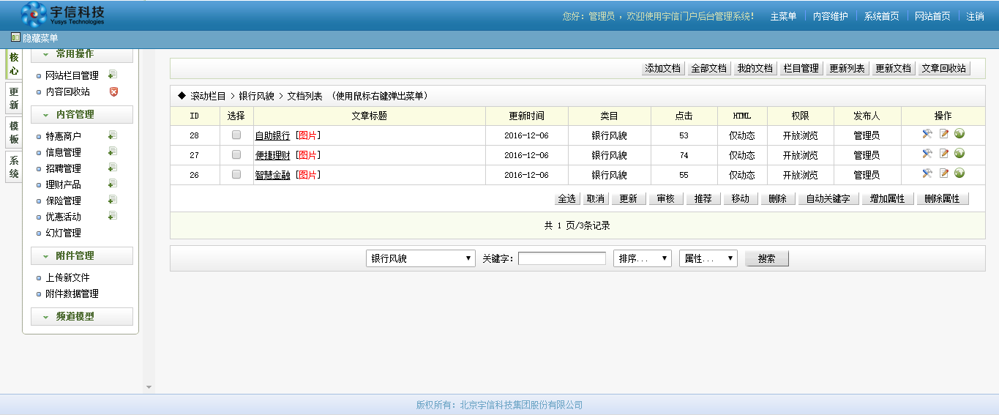 宇信科技
Yusys Technologies
您好：管理员 ，欢迎使用宇信门户后台管理系统！ 主菜单 内容维护 系统首页 网站首页 注销
隐藏菜单
核心
更新
模板
系统
常用操作
网站栏目管理
内容回收站
内容管理
特惠商户
信息管理
招聘管理
理财产品
保险管理
优惠活动
幻灯管理
附件管理
上传新文件
附件数据管理
频道模型
添加文档 全部文档 我的文档 栏目管理 更新列表 更新文档 文章回收站
◆ 滚动栏目 > 银行风貌 > 文档列表 （使用鼠标右键弹出菜单）
ID 选择 文章标题 更新时间 类目 点击 HTML 权限 发布人 操作
28 自助银行 [图片] 2016-12-06 银行风貌 53 仅动态 开放浏览 管理员
27 便捷理财 [图片] 2016-12-06 银行风貌 74 仅动态 开放浏览 管理员
26 智慧金融 [图片] 2016-12-06 银行风貌 55 仅动态 开放浏览 管理员
全选 取消 更新 审核 推荐 移动 删除 自动关键字 增加属性 删除属性
共 1 页/3条记录
银行风貌 关键字： 排序... 属性... 搜索
版权所有：北京宇信科技集团股份有限公司